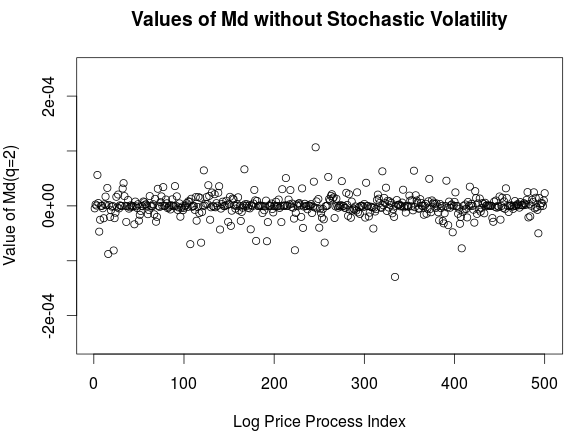 Values of Md without Stochastic Volatility
Value of Md(q=2)
2e-04
0e+00
-2e-04
0 100 200 300 400 500
Log Price Process Index